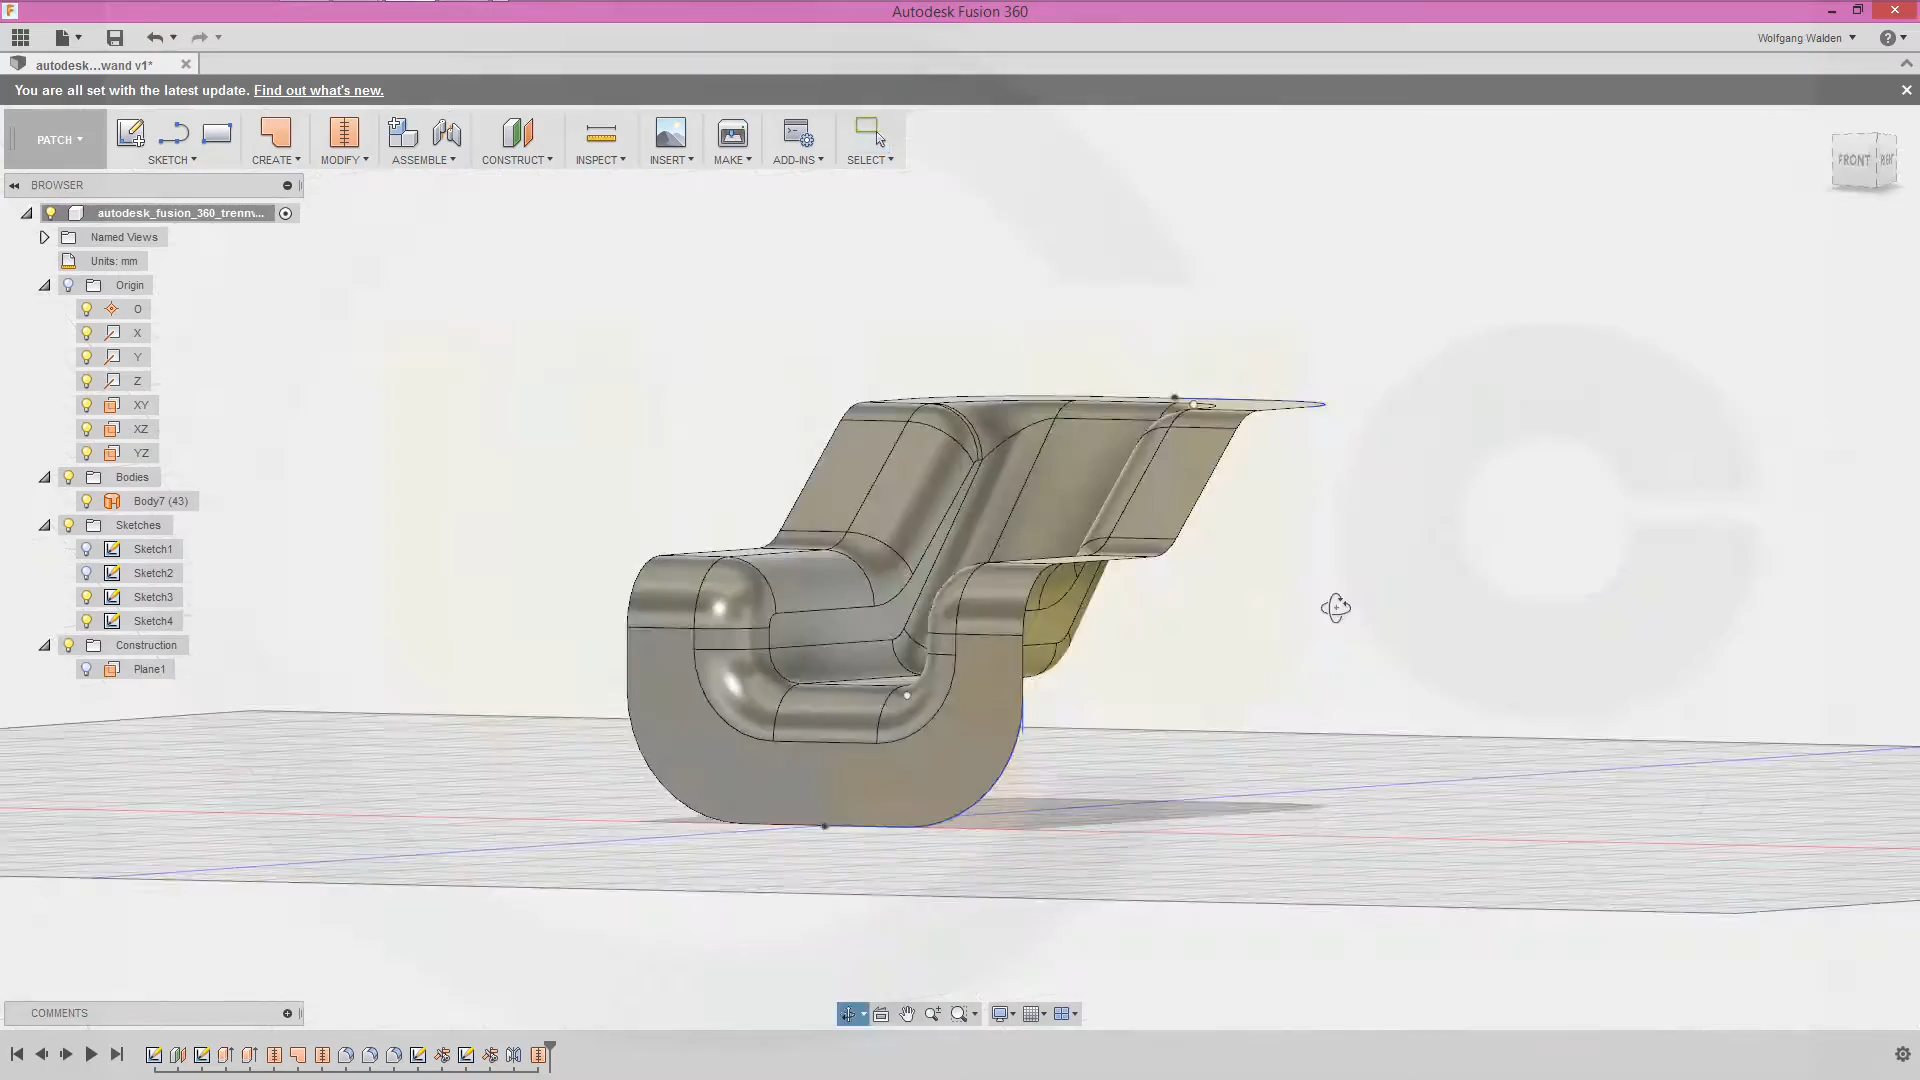 Autodesk Fusion 360
Wolfgang Walden
autodesk...wand v1*
You are all set with the latest update. Find out what's new.
PATCH
SKETCH
CREATE
MODIFY
ASSEMBLE
CONSTRUCT
INSPECT
INSERT
MAKE
ADD-INS
SELECT
FRONT
BROWSER
autodesk_fusion_360_trennv...
Named Views
Units: mm
Origin
O
X
Y
Z
XY
XZ
YZ
Bodies
Body7 (43)
Sketches
Sketch1
Sketch2
Sketch3
Sketch4
Construction
Plane1
COMMENTS